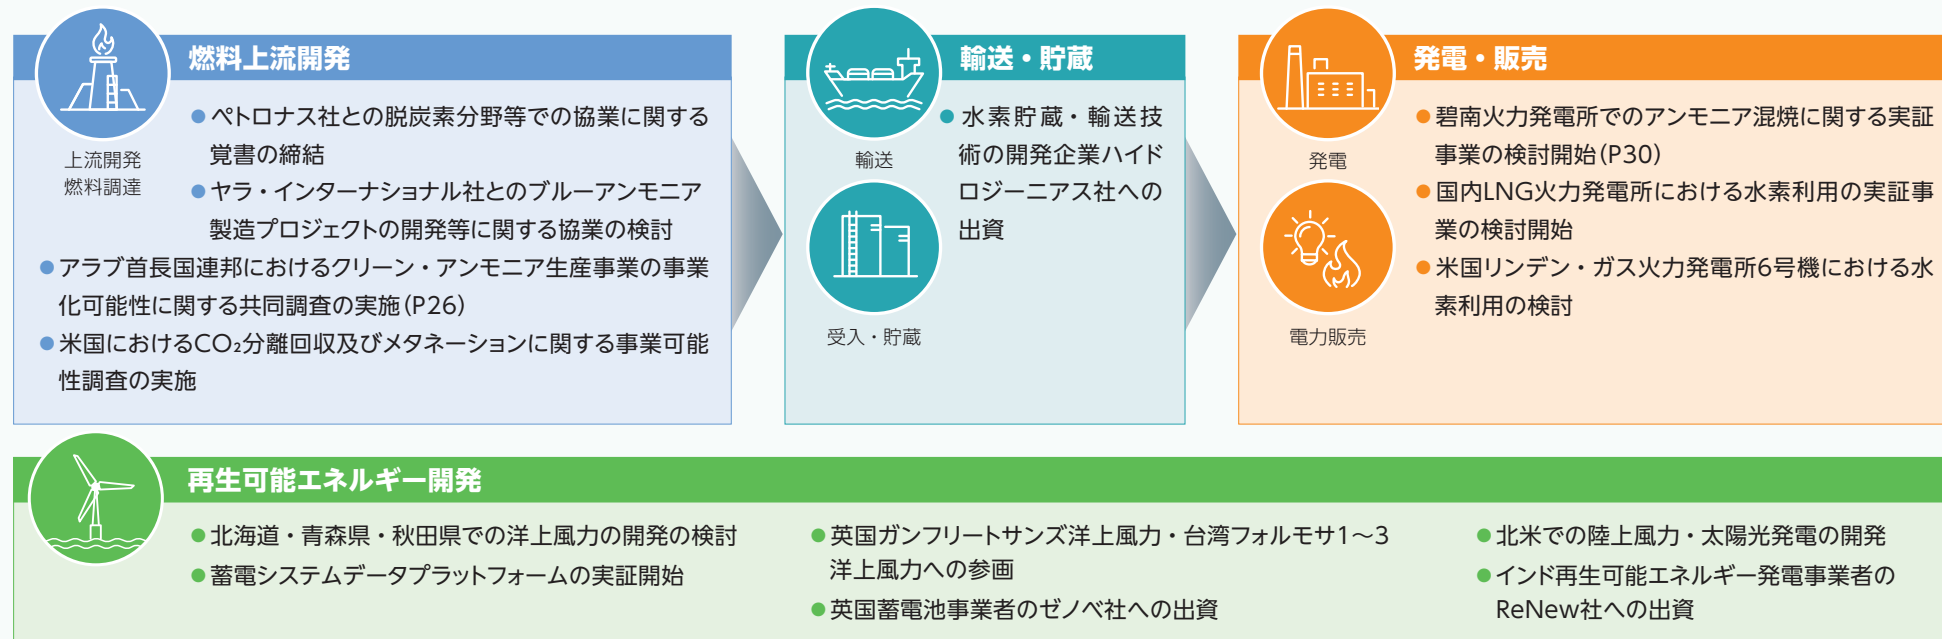 燃料上流開発
上流開発
燃料調達
●ペトロナス社との脱炭素分野等での協業に関する
覚書の締結
●ヤラ・インターナショナル社とのブルーアンモニア
製造プロジェクトの開発等に関する協業の検討
●アラブ首長国連邦におけるクリーン・アンモニア生産事業の事業
化可能性に関する共同調査の実施(P26)
●米国におけるCO₂分離回収及びメタネーションに関する事業可能
性調査の実施
輸送・貯蔵
輸送
受入・貯蔵
●水素貯蔵・輸送技
術の開発企業ハイド
ロジーニアス社への
出資
発電・販売
発電
電力販売
●碧南火力発電所でのアンモニア混焼に関する実証
事業の検討開始(P30)
●国内LNG火力発電所における水素利用の実証事
業の検討開始
●米国リンデン・ガス火力発電所6号機における水
素利用の検討
再生可能エネルギー開発
●北海道・青森県・秋田県での洋上風力の開発の検討
●蓄電システムデータプラットフォームの実証開始
●英国ガンフリートサンズ洋上風力・台湾フォルモサ1〜3
洋上風力への参画
●英国蓄電池事業者のゼノベ社への出資
●北米での陸上風力・太陽光発電の開発
●インド再生可能エネルギー発電事業者の
ReNew社への出資